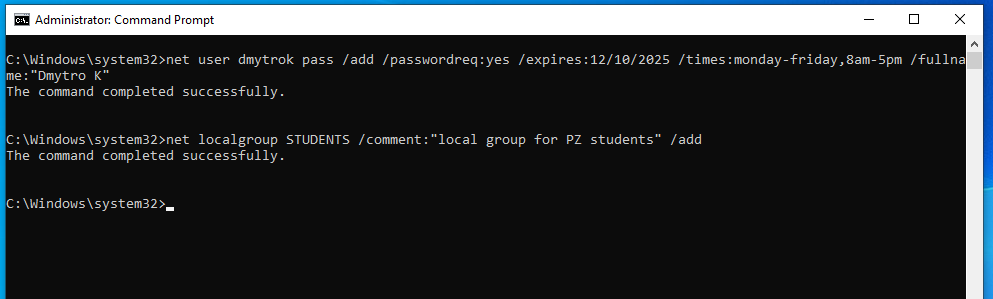 Administrator: Command Prompt
C:\Windows\system32>net user dmytrok pass /add /passwordreq:yes /expires:12/10/2025 /times:monday-friday,8am-5pm /fullna
me:"Dmytro K"
The command completed successfully.
C:\Windows\system32>net localgroup STUDENTS /comment:"local group for PZ students" /add
The command completed successfully.
C:\Windows\system32>